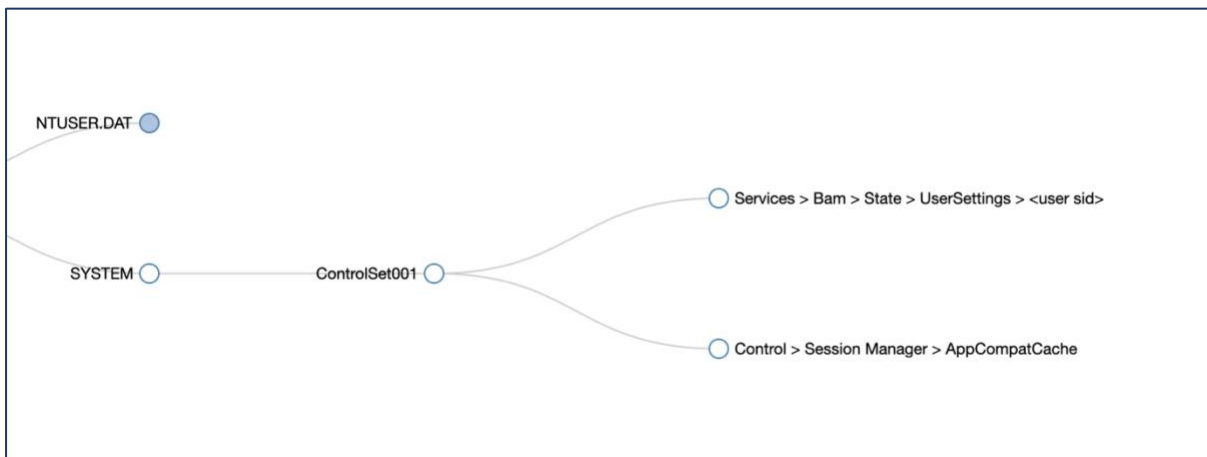 NTUSER.DAT
Services > Bam > State > UserSettings > <user sid>
SYSTEM
ControlSet001
Control > Session Manager > AppCompatCache